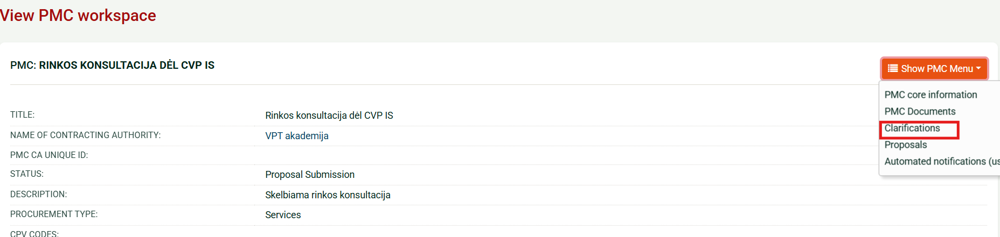 View PMC workspace
PMC: RINKOS KONSULTACIJA DĖL CVP IS
Show PMC Menu
PMC core information
PMC Documents
Clarifications
Proposals
Automated notifications (us
TITLE: Rinkos konsultacija dėl CVP IS
NAME OF CONTRACTING AUTHORITY: VPT akademija
PMC CA UNIQUE ID:
STATUS: Proposal Submission
DESCRIPTION: Skelbiama rinkos konsultacija
PROCUREMENT TYPE: Services
CPV CODES: